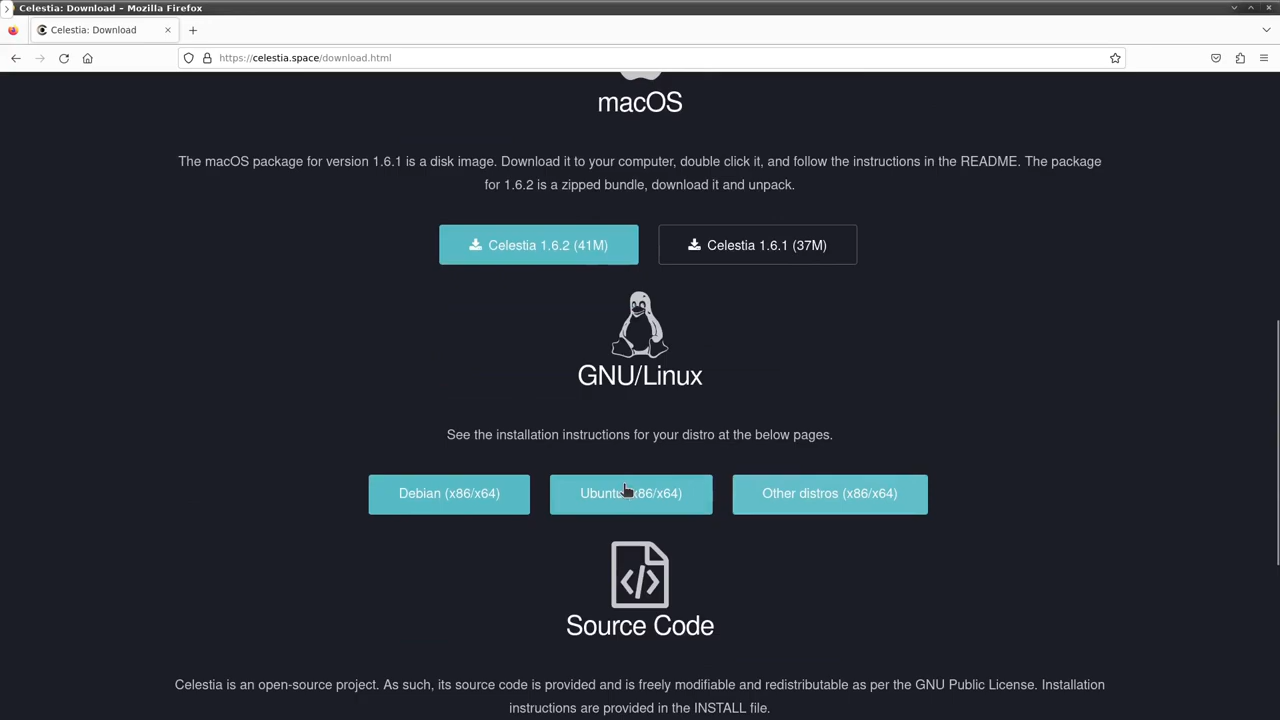 Celestia: Download – Mozilla Firefox
Celestia: Download
https://celestia.space/download.html
macOS
The macOS package for version 1.6.1 is a disk image. Download it to your computer, double click it, and follow the instructions in the README. The package
for 1.6.2 is a zipped bundle, download it and unpack.
Celestia 1.6.2 (41M)
Celestia 1.6.1 (37M)
GNU/Linux
See the installation instructions for your distro at the below pages.
Debian (x86/x64)
Ubuntu (x86/x64)
Other distros (x86/x64)
Source Code
Celestia is an open-source project. As such, its source code is provided and is freely modifiable and redistributable as per the GNU Public License. Installation
instructions are provided in the INSTALL file.